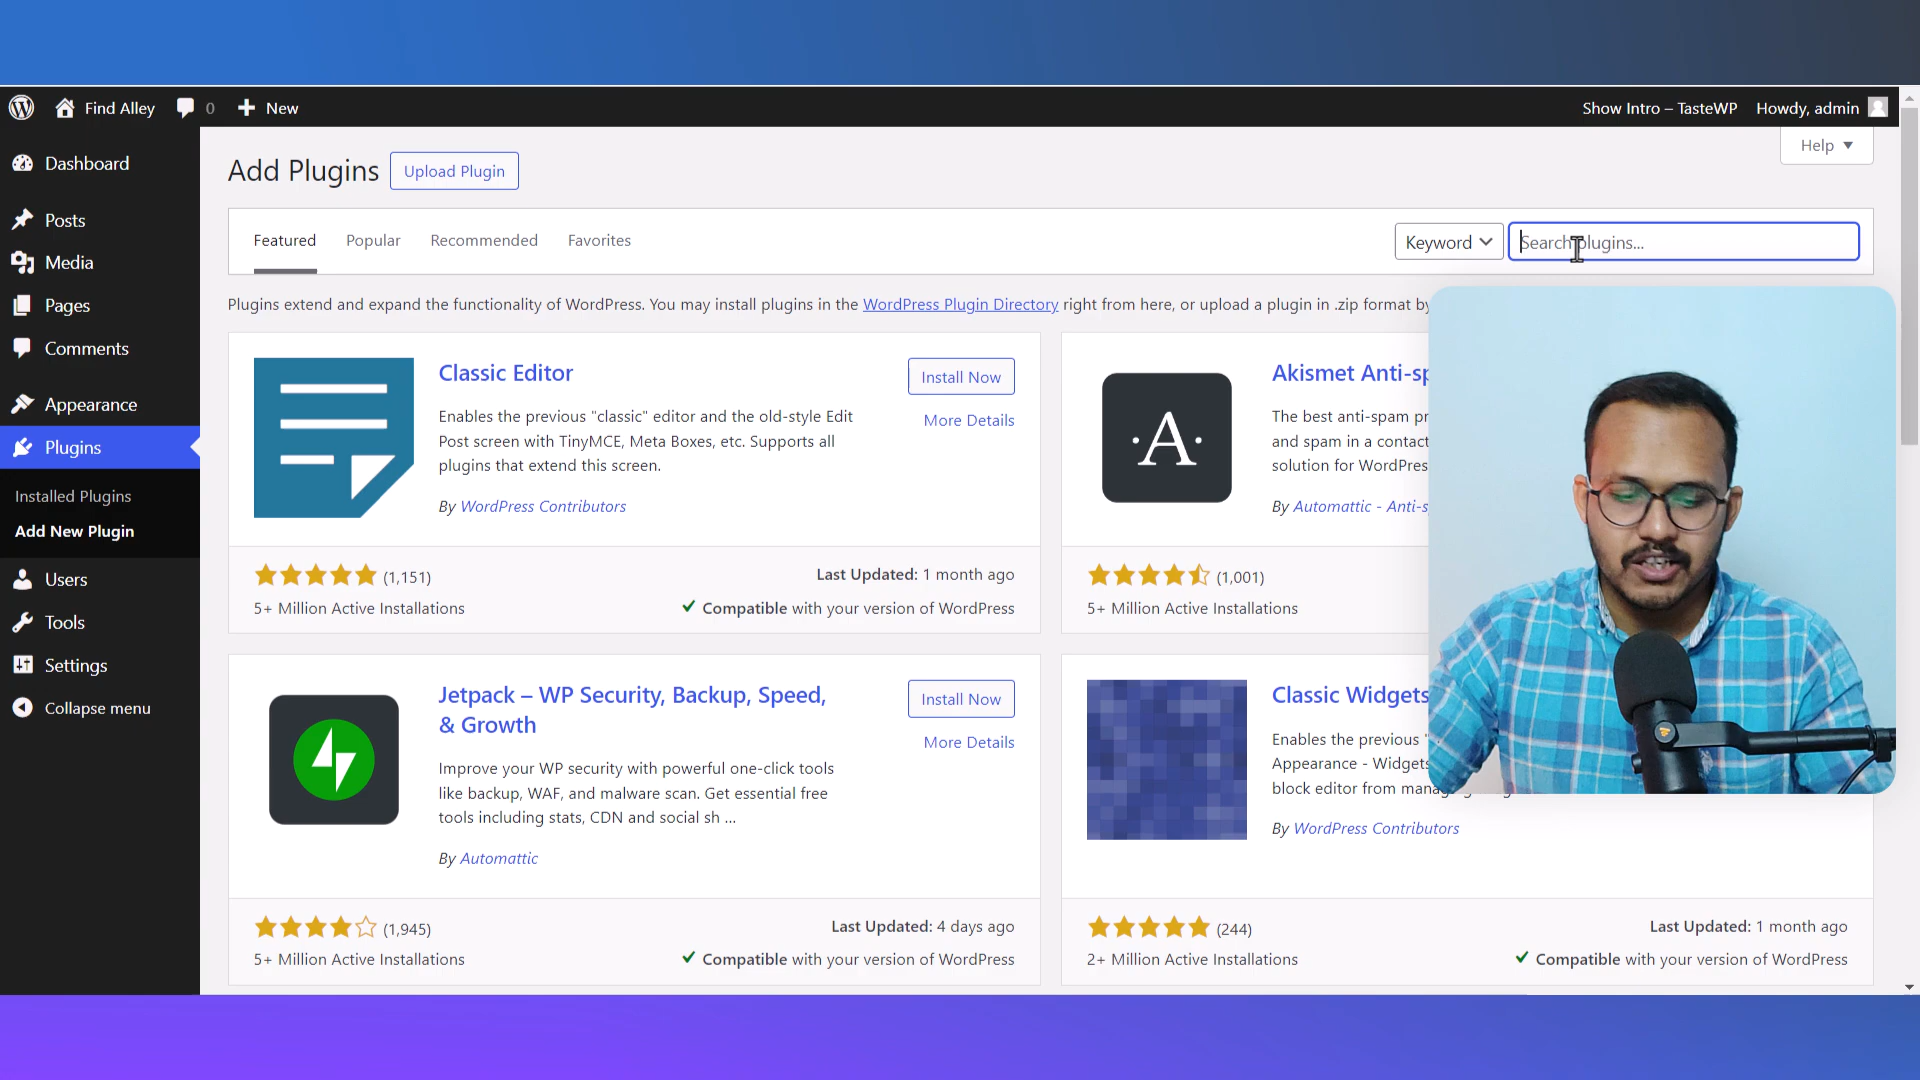 Find Alley 0 New Show Intro – TasteWP Howdy, admin
Dashboard
Posts
Media
Pages
Comments
Appearance
Plugins
Installed Plugins
Add New Plugin
Users
Tools
Settings
Collapse menu
Help
Add Plugins Upload Plugin
Featured Popular Recommended Favorites Keyword Search plugins...
Plugins extend and expand the functionality of WordPress. You may install plugins in the WordPress Plugin Directory right from here, or upload a plugin in .zip format by
Classic Editor
Install Now
More Details
Enables the previous "classic" editor and the old-style Edit
Post screen with TinyMCE, Meta Boxes, etc. Supports all
plugins that extend this screen.
By WordPress Contributors
(1,151)
Last Updated: 1 month ago
5+ Million Active Installations
Compatible with your version of WordPress
A
Akismet Anti-sp
The best anti-spam pr
and spam in a contact
solution for WordPres
By Automattic - Anti-s
(1,001)
5+ Million Active Installations
Jetpack – WP Security, Backup, Speed,
& Growth
Install Now
More Details
Improve your WP security with powerful one-click tools
like backup, WAF, and malware scan. Get essential free
tools including stats, CDN and social sh ...
By Automattic
(1,945)
Last Updated: 4 days ago
5+ Million Active Installations
Compatible with your version of WordPress
Classic Widgets
Enables the previous "
Appearance - Widgets
block editor from
By WordPress Contributors
(244)
Last Updated: 1 month ago
2+ Million Active Installations
Compatible with your version of WordPress